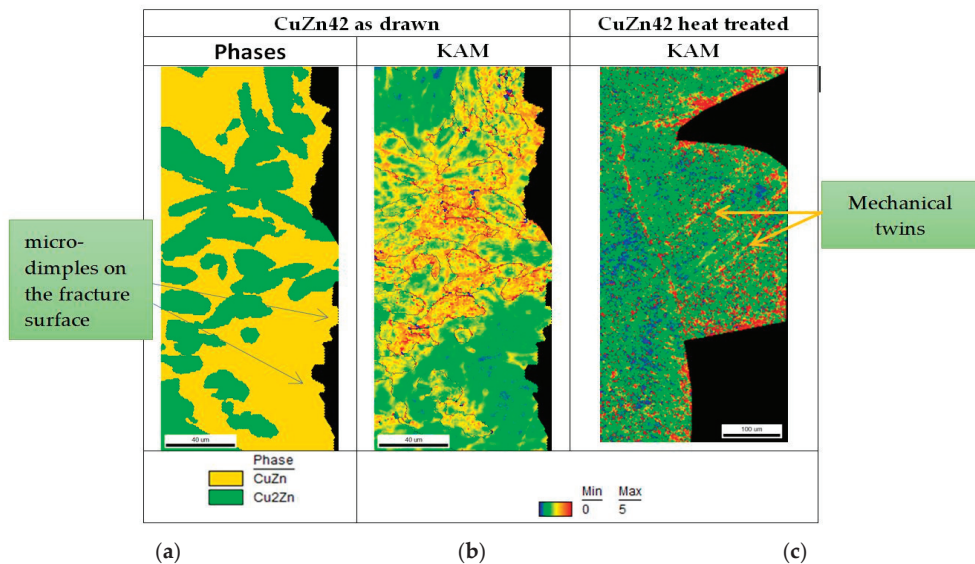 CuZn42 as drawn
CuZn42 heat treated
Phases
KAM
KAM
micro-
dimples on
the fracture
surface
Mechanical
twins
40 um
40 um
100 um
Phase
CuZn
Cu2Zn
Min Max
0 5
(a)
(b)
(c)